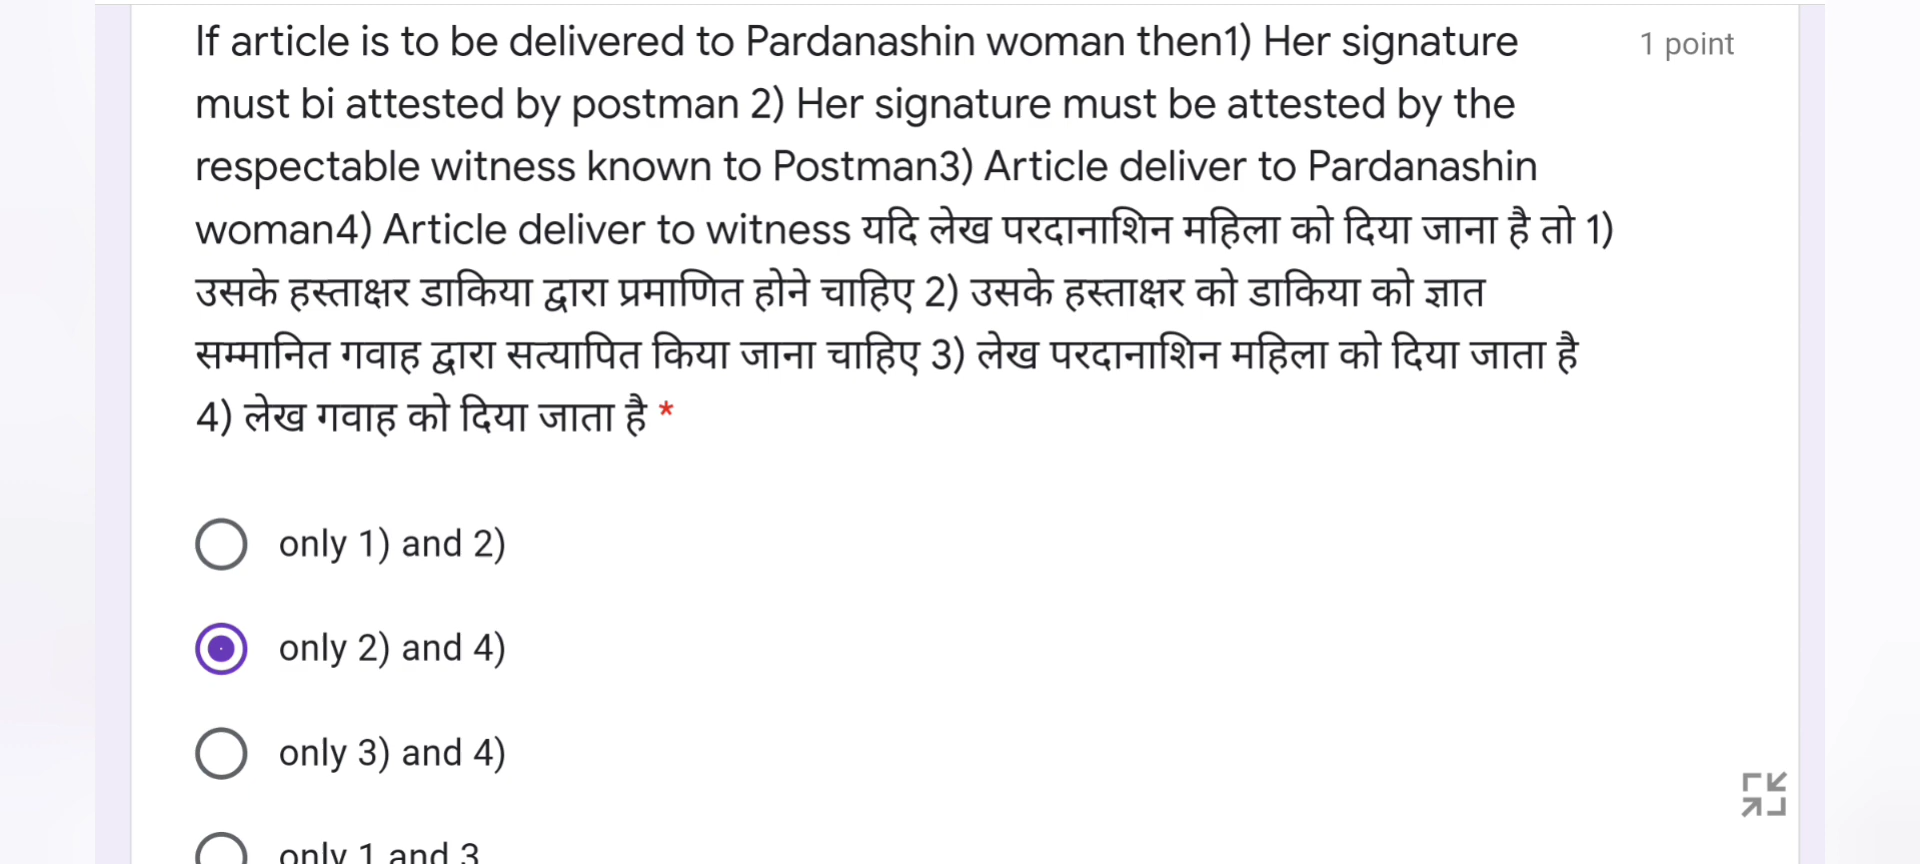 If article is to be delivered to Pardanashin woman then1) Her signature
1 point
must bi attested by postman 2) Her signature must be attested by the
respectable witness known to Postman3) Article deliver to Pardanashin
woman4) Article deliver to witness यदि लेख परदानाशिन महिला को दिया जाना है तो 1)
उसके हस्ताक्षर डाकिया द्वारा प्रमाणित होने चाहिए 2) उसके हस्ताक्षर को डाकिया को ज्ञात
सम्मानित गवाह द्वारा सत्यापित किया जाना चाहिए 3) लेख परदानाशिन महिला को दिया जाता है
4) लेख गवाह को दिया जाता है *
only 1) and 2)
only 2) and 4)
only 3) and 4)
only 1 and 3